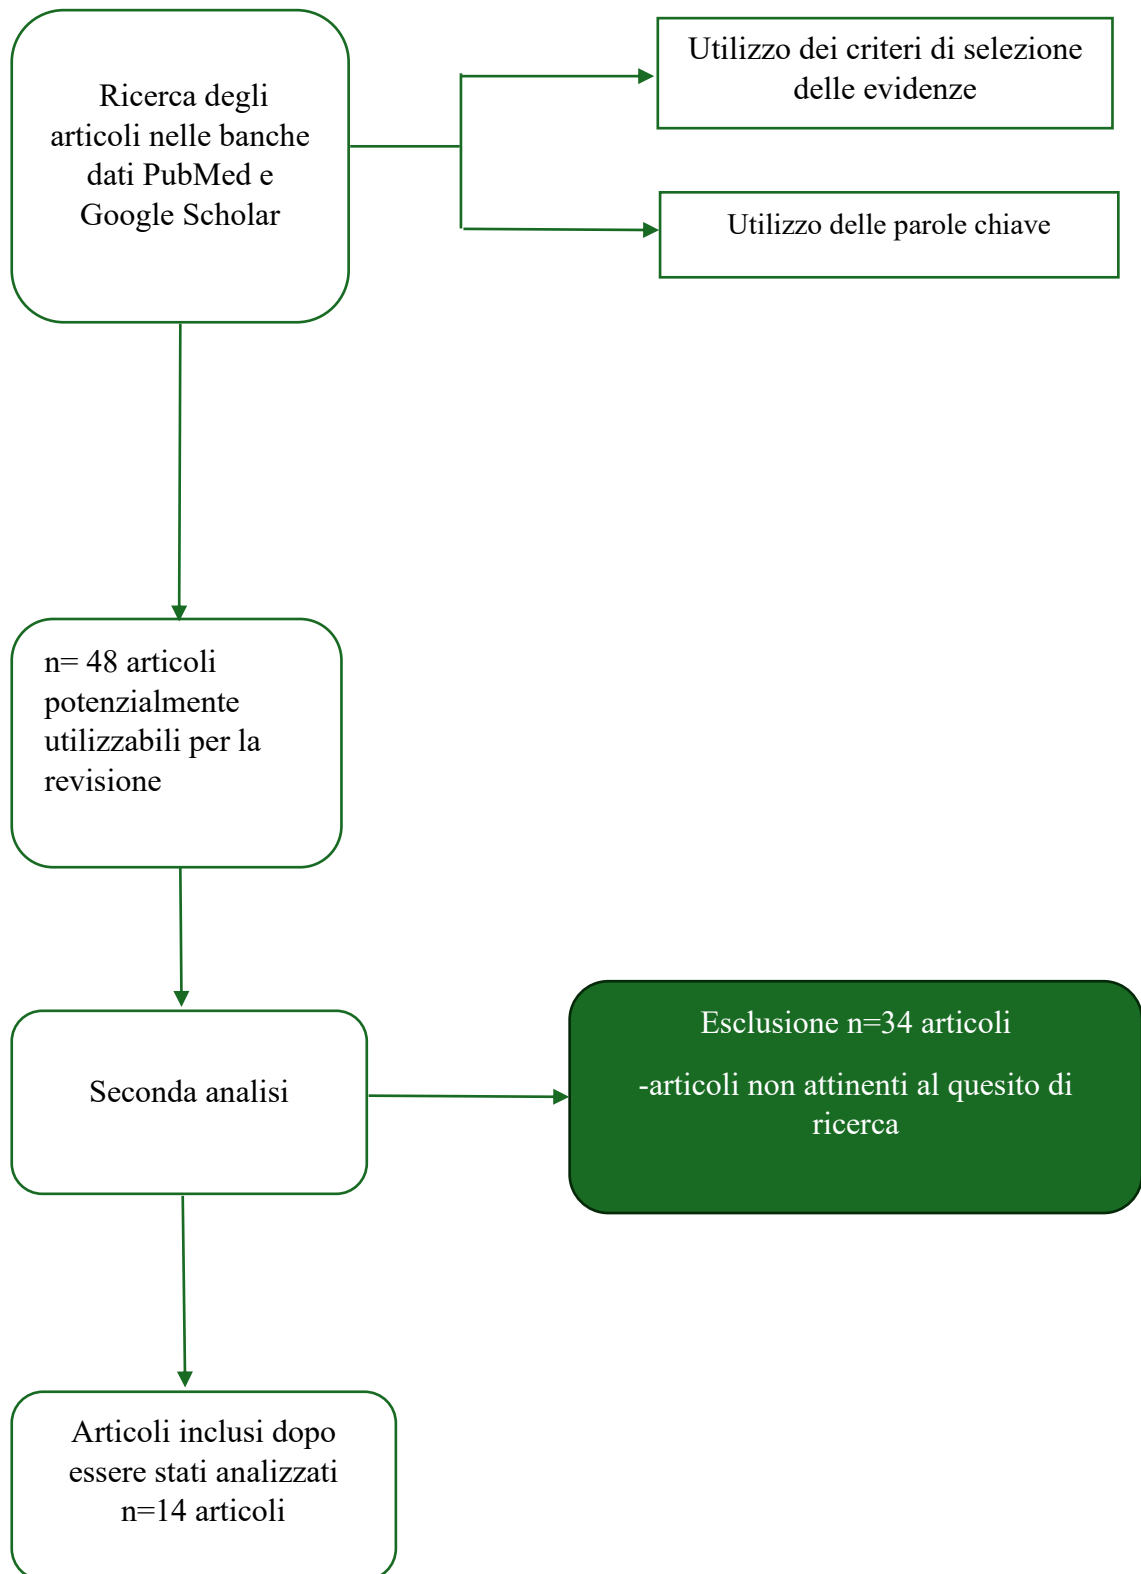 Ricerca degli
articoli nelle banche
dati PubMed e
Google Scholar
Utilizzo dei criteri di selezione
delle evidenze
Utilizzo delle parole chiave
n= 48 articoli
potenzialmente
utilizzabili per la
revisione
Seconda analisi
Esclusione n=34 articoli
-articoli non attinenti al quesito di
ricerca
Articoli inclusi dopo
essere stati analizzati
n=14 articoli